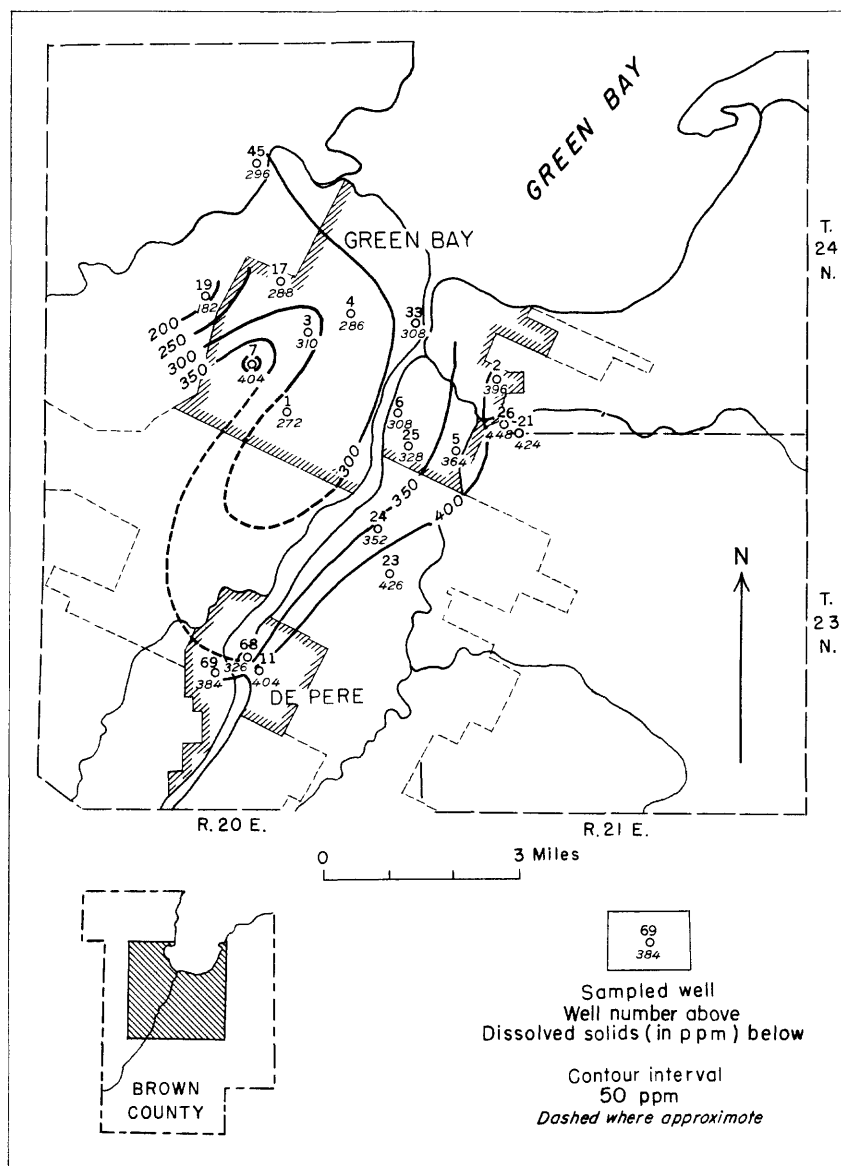 GREEN BAY
45
296
GREEN BAY
T.
24
N.
17
288
19
182
4
286
33
308
3
310
200
250
300
350
7
404
2
396
1
272
6
308
26
448
21
424
25
328
5
364
300
350
400
24
352
23
426
N
T.
23
N.
68
326
69
384
11
404
DE PERE
R. 20 E.
R. 21 E.
0
3 Miles
69
384
Sampled well
Well number above
Dissolved solids (in ppm) below
Contour interval
50 ppm
Dashed where approximate
BROWN
COUNTY